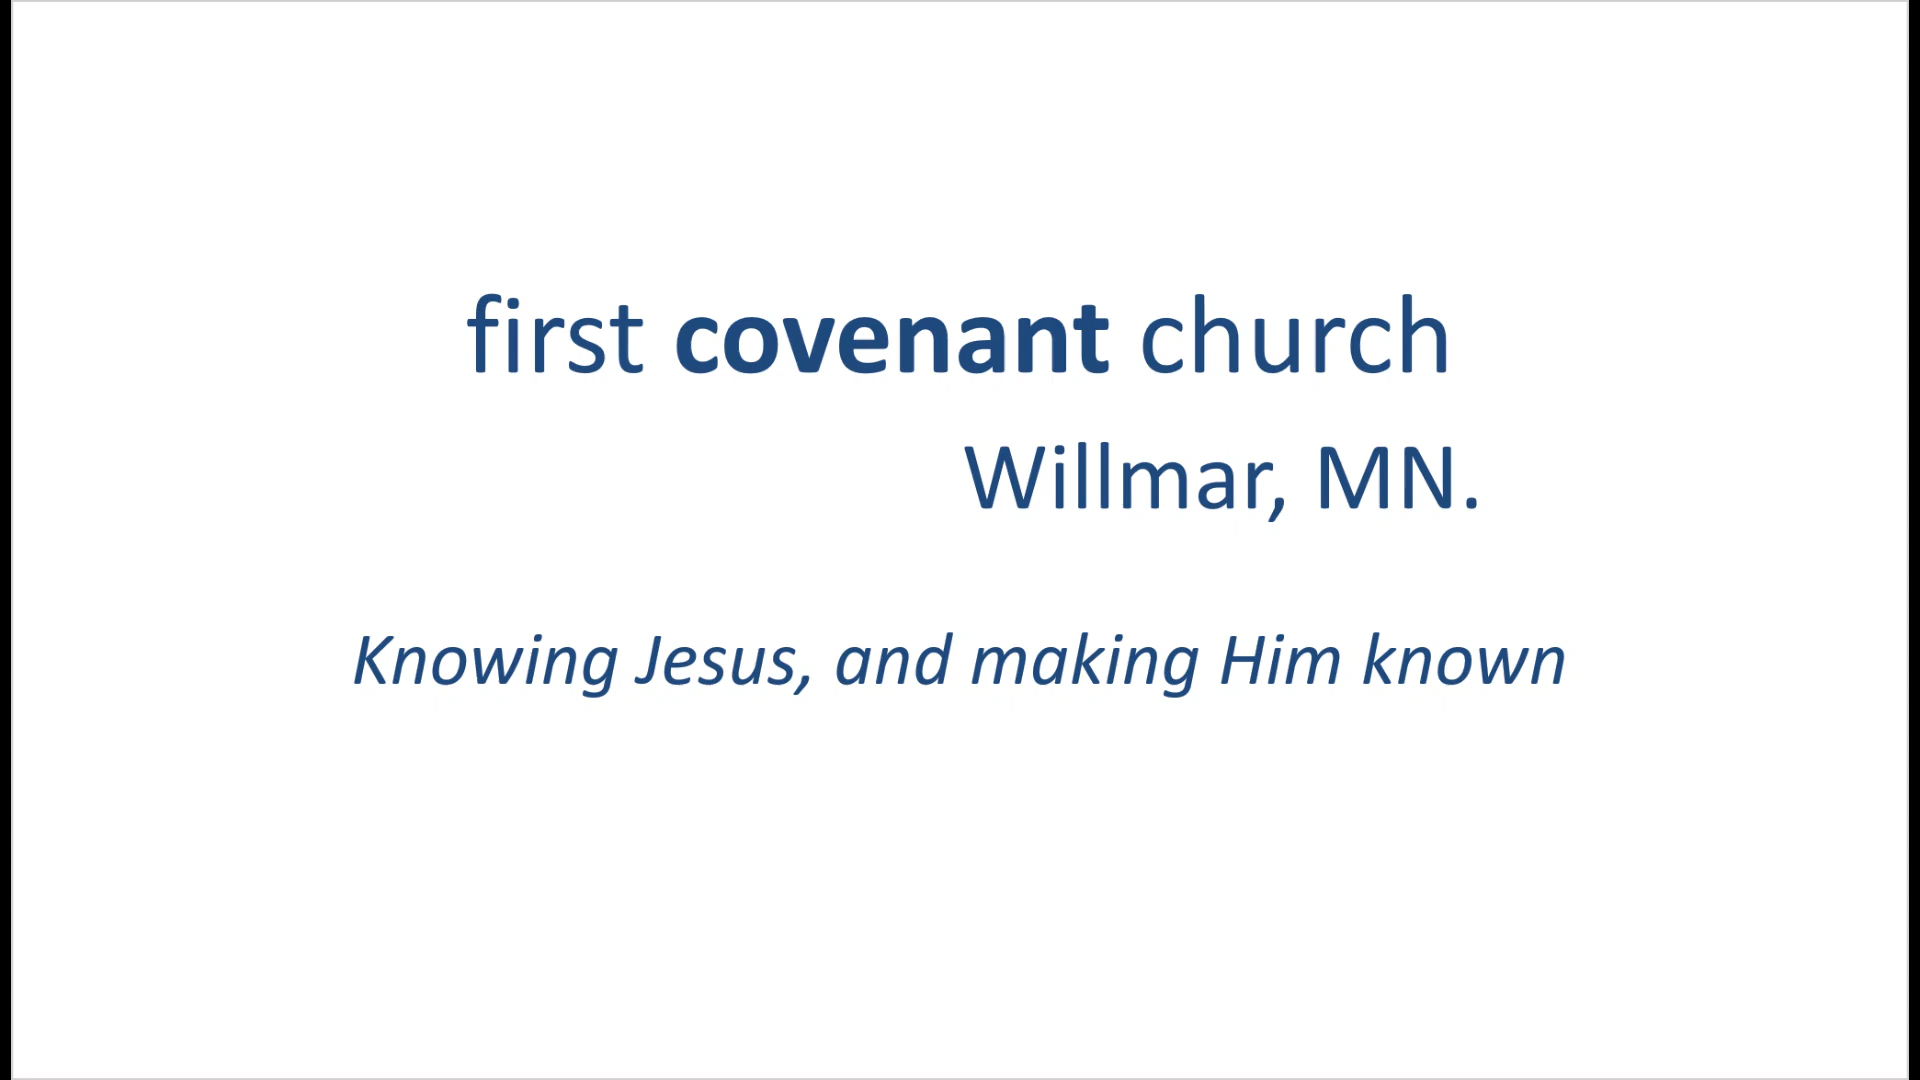 first covenant church
Willmar, MN.
Knowing Jesus, and making Him known